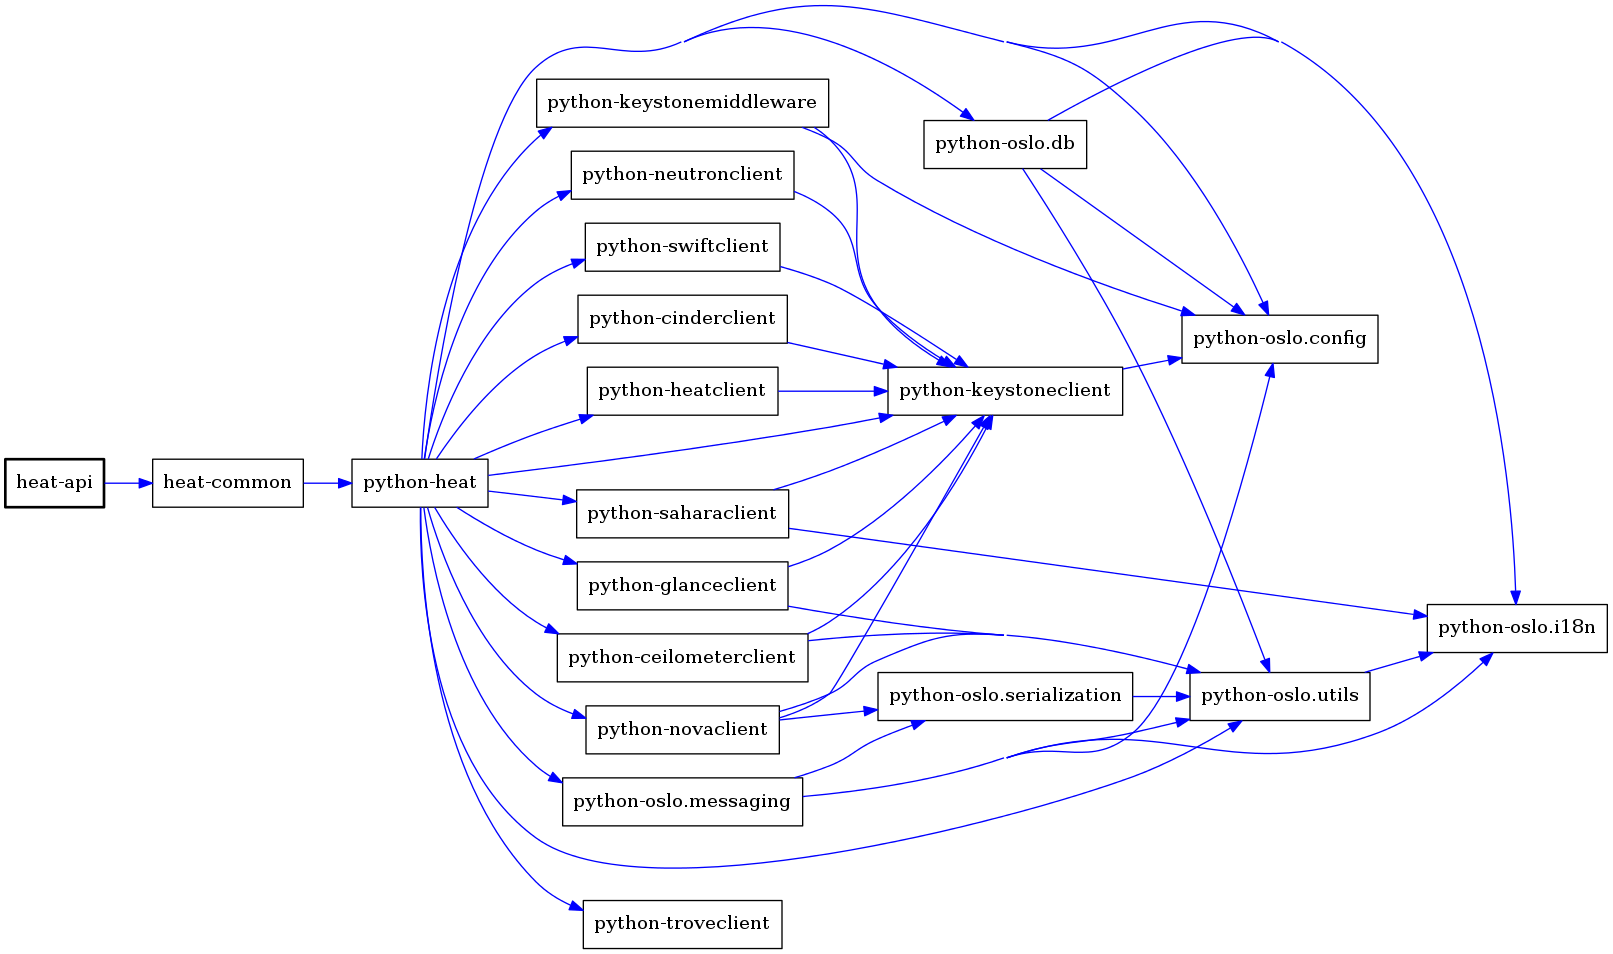 python-keystonemiddleware
python-oslo.db
python-neutronclient
python-swiftclient
python-cinderclient
python-oslo.config
python-heatclient
python-keystoneclient
heat-api
heat-common
python-heat
python-saharaclient
python-glanceclient
python-oslo.i18n
python-ceilometerclient
python-oslo.serialization
python-oslo.utils
python-novaclient
python-oslo.messaging
python-troveclient